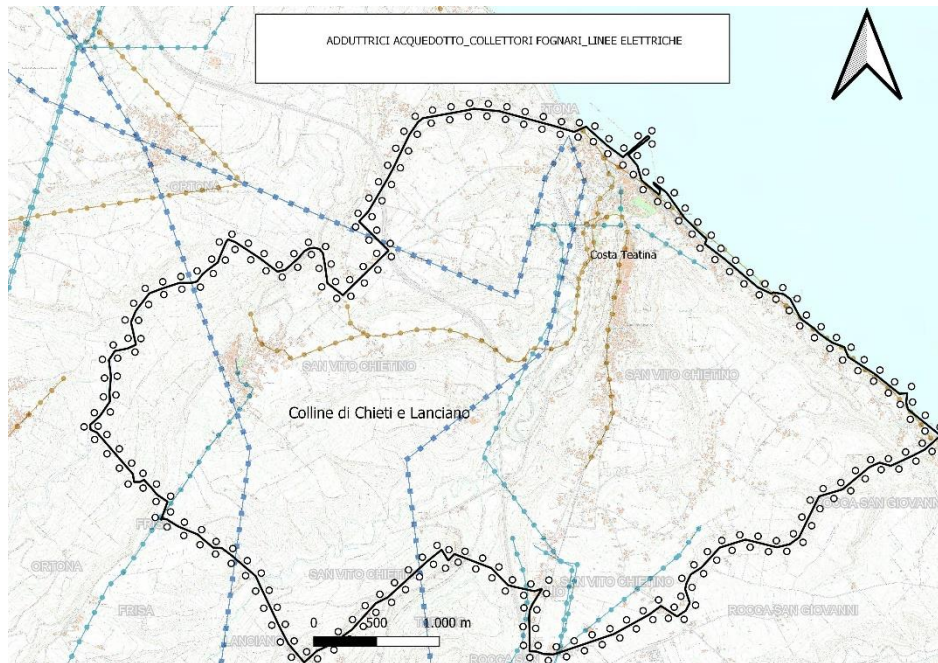 ADDUTTRICI ACQUEDOTTO_COLLETTORI FOGNARI_LINEE ELETTRICHE
ORTONA
Costa Teatina
SAN VITO CHIETINO
SAN VITO CHIETINO
Colline di Chieti e Lanciano
ROCCA SAN GIOVANNI
ORTONA
SAN VITO CHIETINO
SAN VITO CHIETINO
FRISA
ROCCA SAN GIOVANNI
LANCIANO
0 500 1.000 m